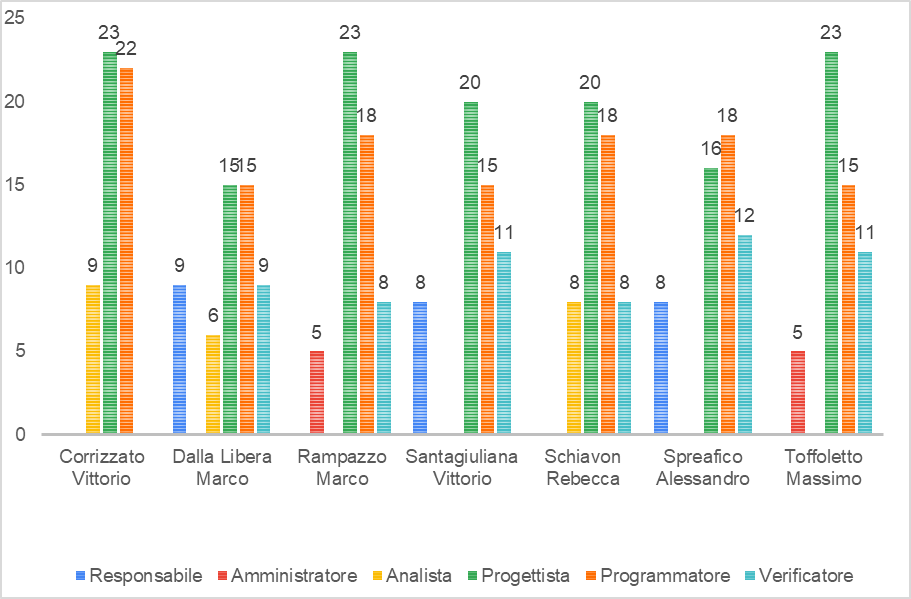 25
20
15
10
5
0
23
22
9
9
6
15
15
9
5
23
18
8
8
20
15
11
8
20
18
8
8
16
18
12
5
23
15
11
Corrizzato
Vittorio
Dalla Libera
Marco
Rampazzo
Marco
Santagiuliana
Vittorio
Schiavon
Rebecca
Spreafico
Alessandro
Toffoletto
Massimo
Responsabile Amministratore Analista Progettista Programmatore Verificatore